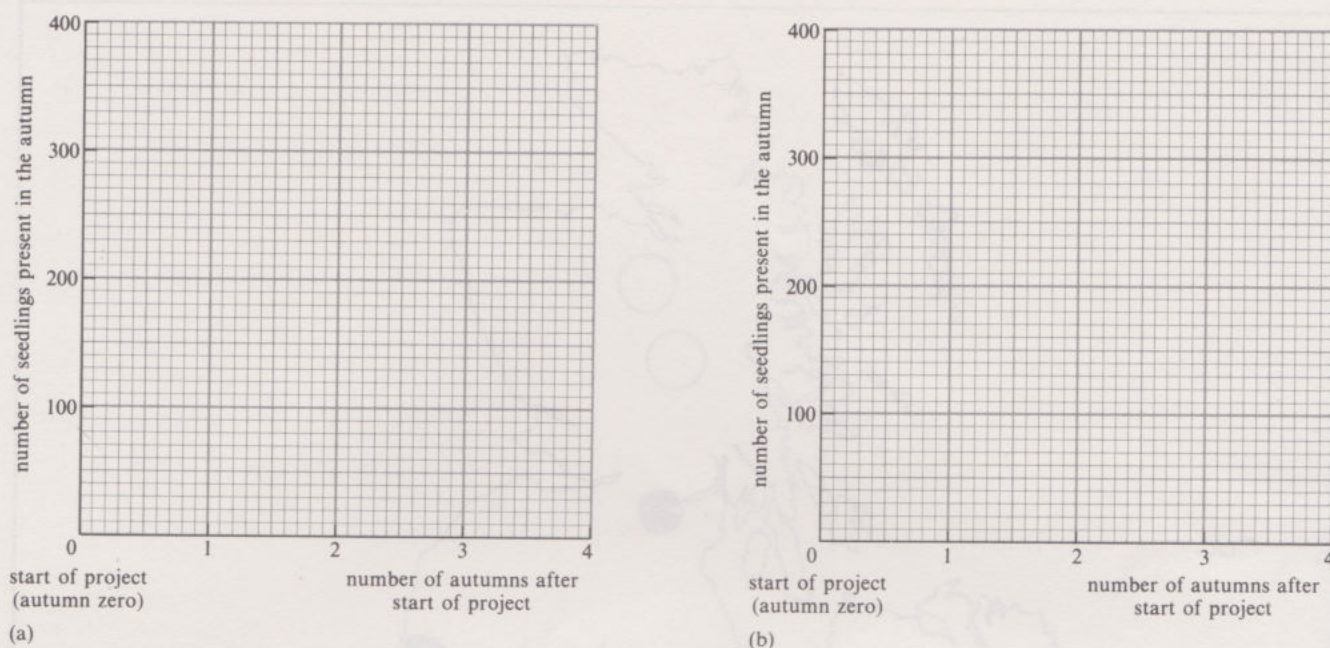 400
300
200
100
0
1
2
3
4
number of seedlings present in the autumn
start of project
(autumn zero)
number of autumns after
start of project
(a)
400
300
200
100
0
1
2
3
4
number of seedlings present in the autumn
start of project
(autumn zero)
number of autumns after
start of project
(b)